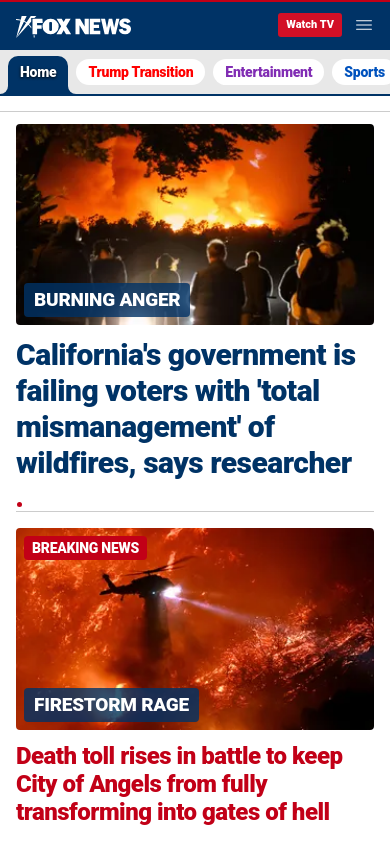 FOX NEWS
Watch TV
Home
Trump Transition
Entertainment
Sports
BURNING ANGER
California's government is
failing voters with 'total
mismanagement' of
wildfires, says researcher
BREAKING NEWS
FIRESTORM RAGE
Death toll rises in battle to keep
City of Angels from fully
transforming into gates of hell